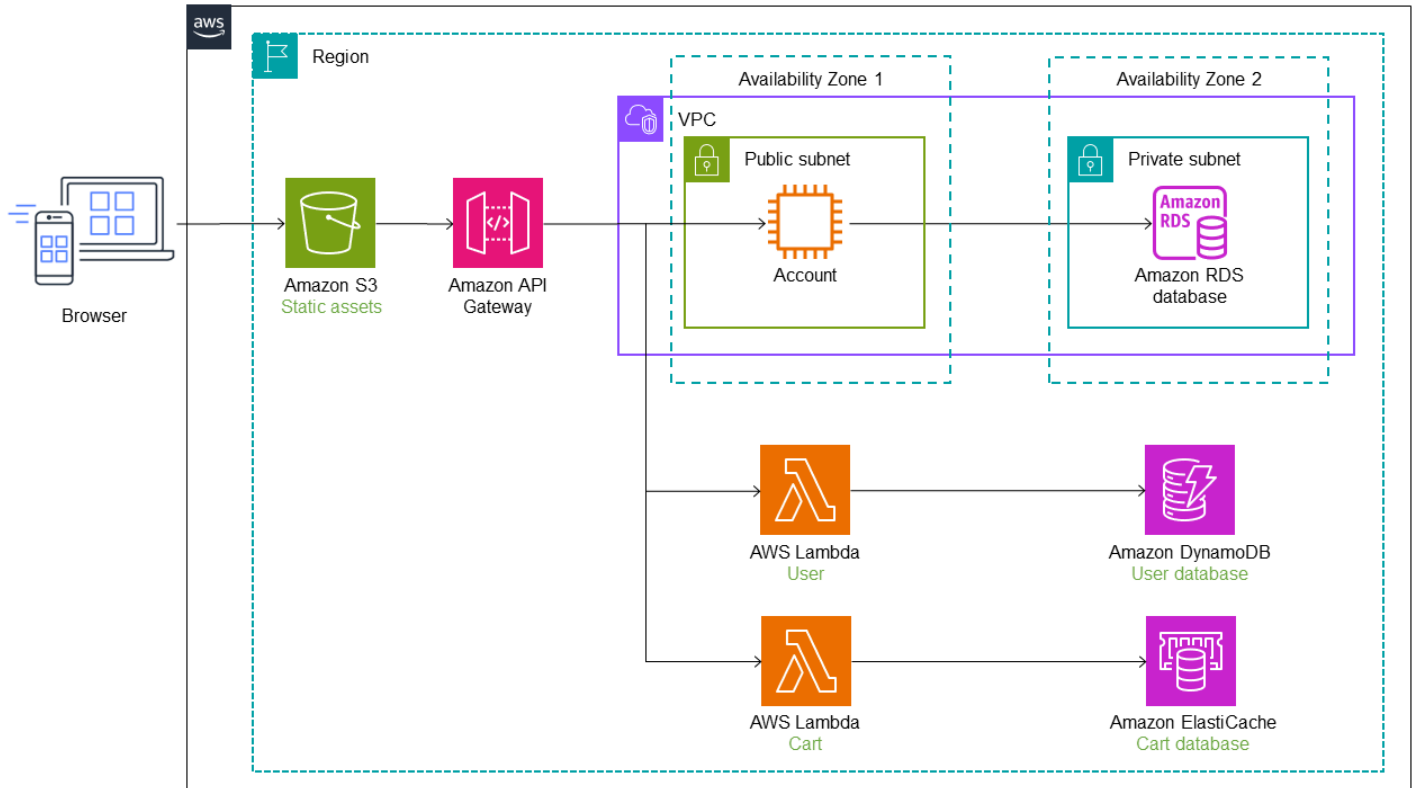 aws
Region
Availability Zone 1
Availability Zone 2
VPC
Public subnet
Private subnet
Amazon
RDS
</>
Amazon S3
Static assets
Amazon API
Gateway
Account
Amazon RDS
database
Browser
AWS Lambda
User
Amazon DynamoDB
User database
AWS Lambda
Cart
Amazon ElastiCache
Cart database